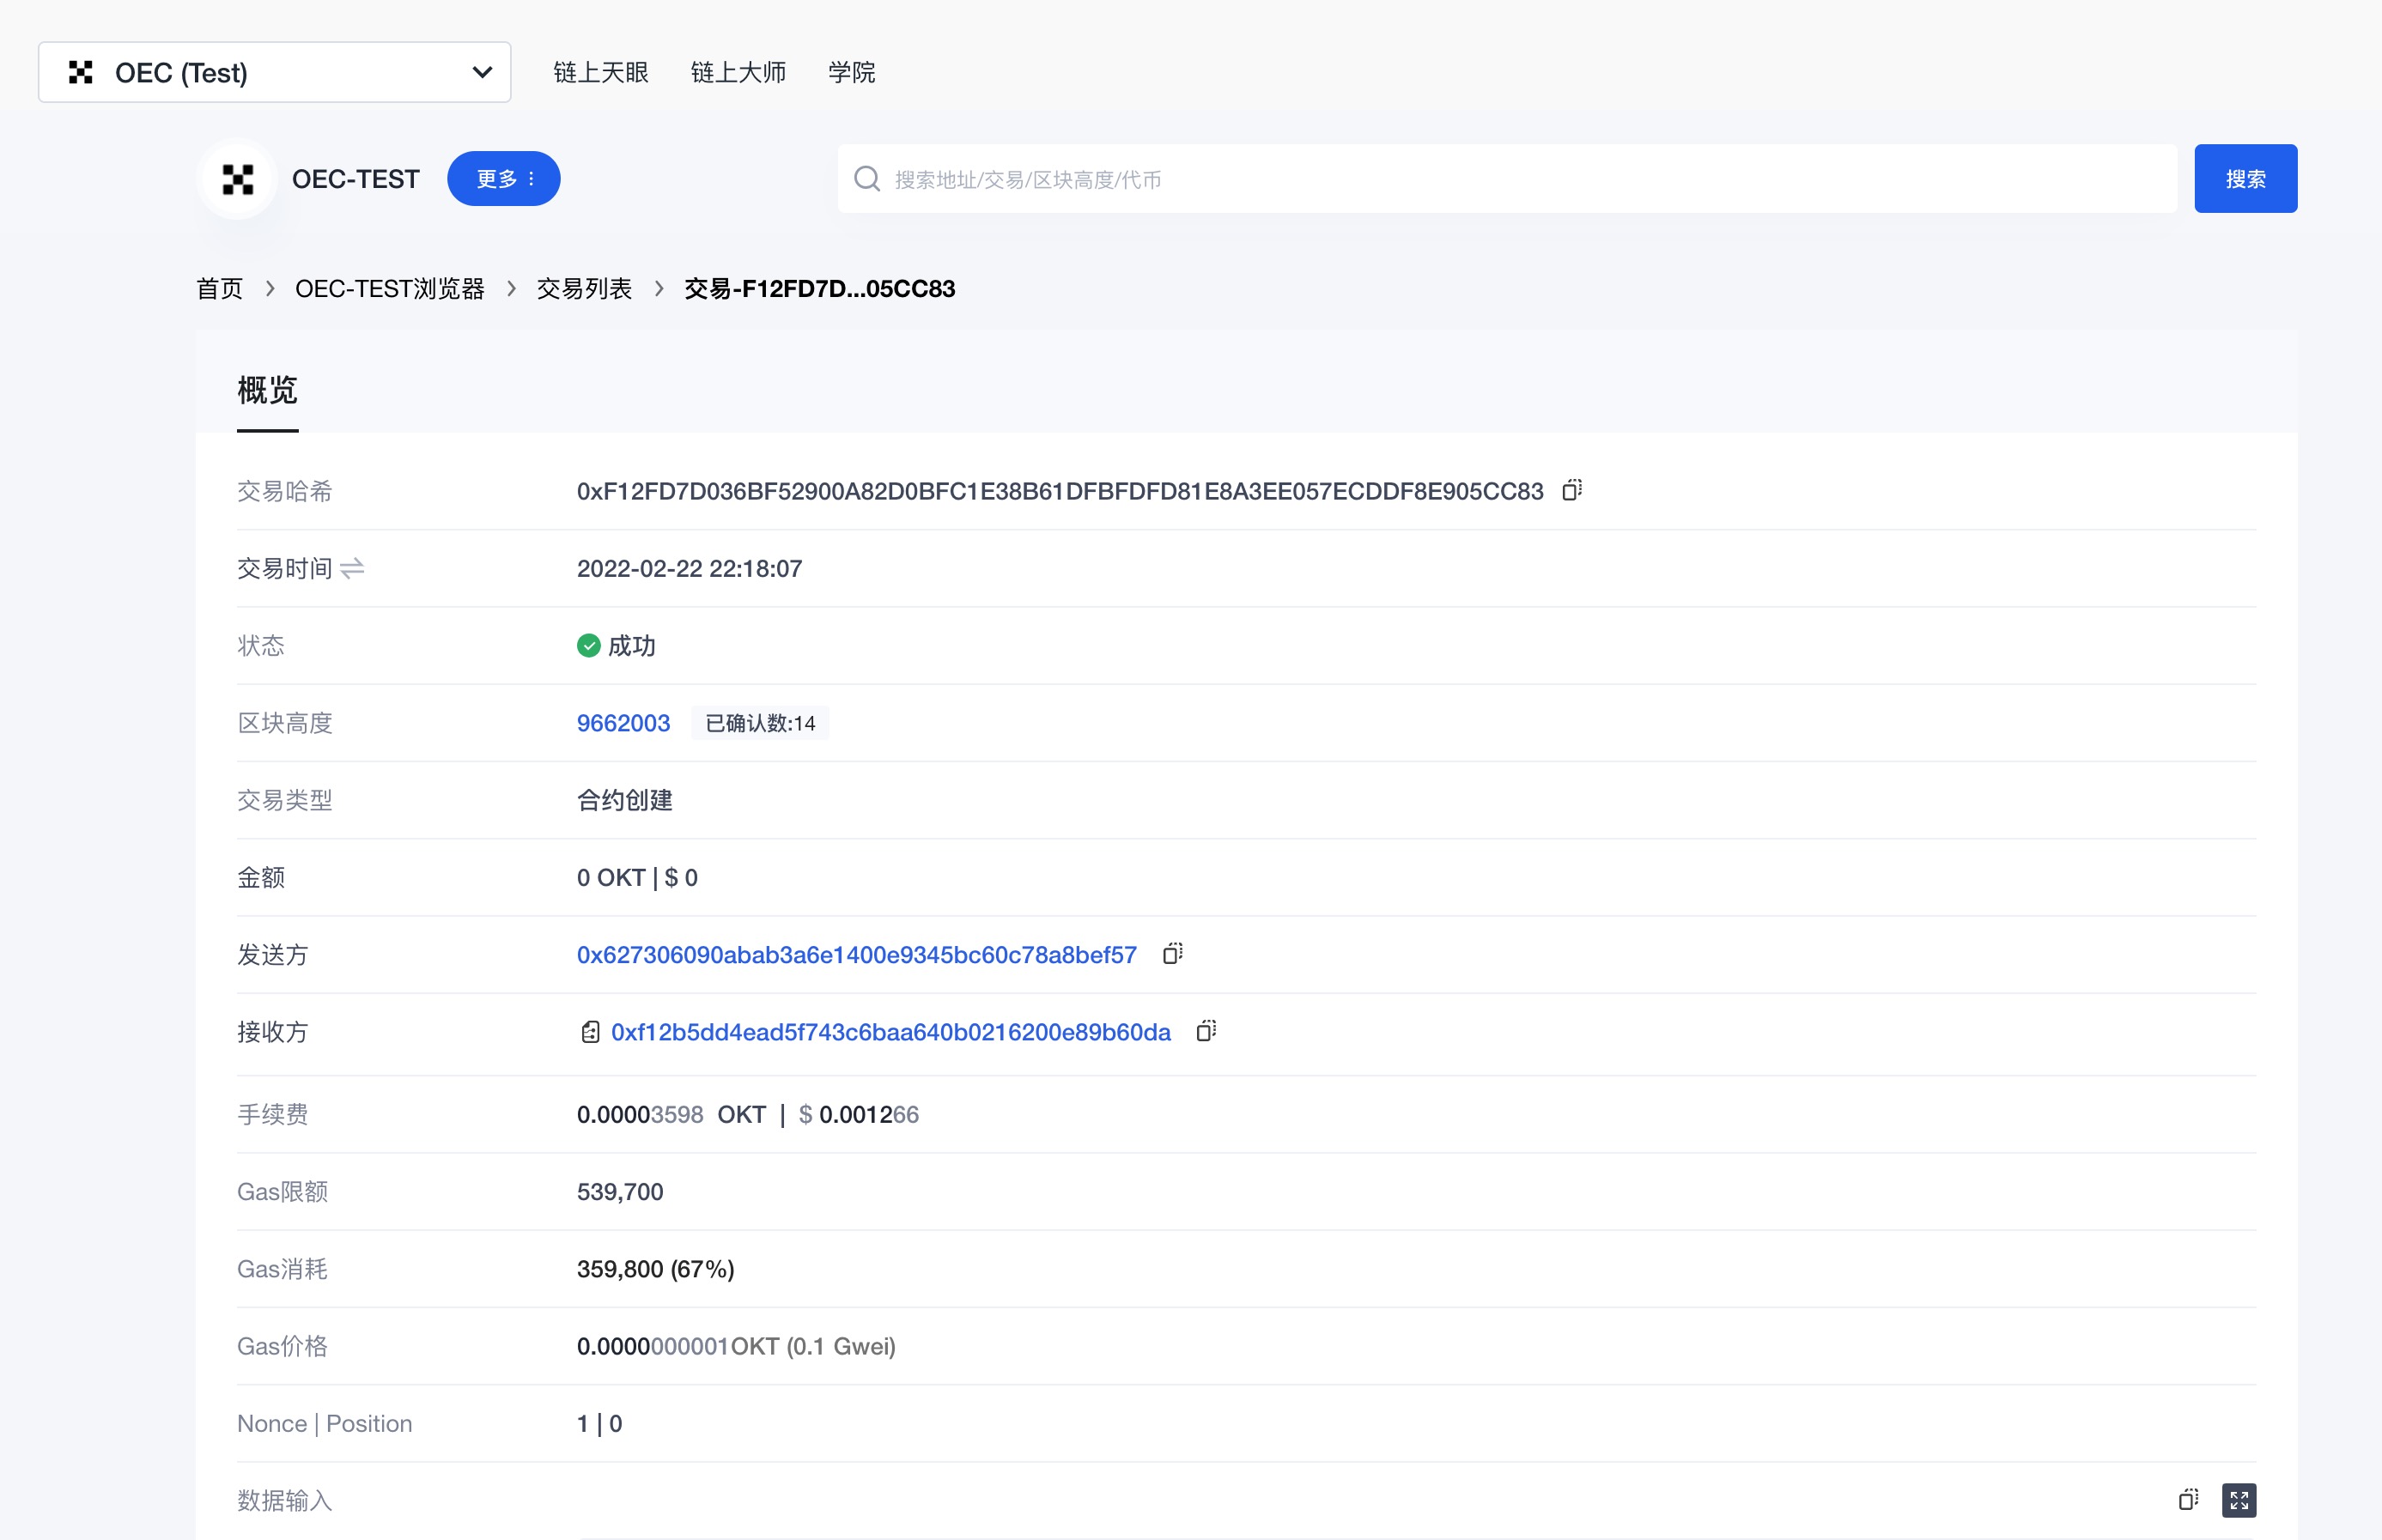 OEC (Test) 链上天眼 链上大师 学院
OEC-TEST 更多 搜索地址/交易/区块高度/代币 搜索
首页 > OEC-TEST浏览器 > 交易列表 > 交易-F12FD7D...05CC83
概览
交易哈希 0xF12FD7D036BF52900A82D0BFC1E38B61DFBFDFD81E8A3EE057ECDDF8E905CC83
交易时间 2022-02-22 22:18:07
状态 成功
区块高度 9662003 已确认数:14
交易类型 合约创建
金额 0 OKT | $ 0
发送方 0x627306090abab3a6e1400e9345bc60c78a8bef57
接收方 0xf12b5dd4ead5f743c6baa640b0216200e89b60da
手续费 0.00003598 OKT | $ 0.001266
Gas限额 539,700
Gas消耗 359,800 (67%)
Gas价格 0.0000000001OKT (0.1 Gwei)
Nonce | Position 1 | 0
数据输入